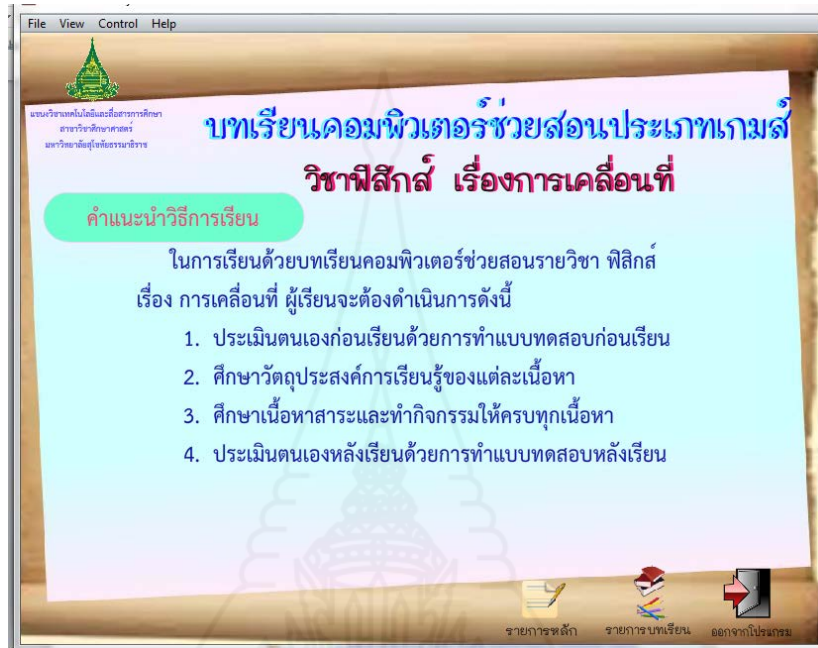 File View Control Help
แขนงวิชาเทคโนโลยีและสื่อสารการศึกษา
สาขาวิชาศึกษาศาสตร์
มหาวิทยาลัยสุโขทัยธรรมาธิราช
บทเรียนคอมพิวเตอร์ช่วยสอนประเภทเกมส์
วิชาฟิสิกส์ เรื่องการเคลื่อนที่
คำแนะนำวิธีการเรียน
ในการเรียนด้วยบทเรียนคอมพิวเตอร์ช่วยสอนรายวิชา ฟิสิกส์
เรื่อง การเคลื่อนที่ ผู้เรียนจะต้องดำเนินการดังนี้
1. ประเมินตนเองก่อนเรียนด้วยการทำแบบทดสอบก่อนเรียน
2. ศึกษาวัตถุประสงค์การเรียนรู้ของแต่ละเนื้อหา
3. ศึกษาเนื้อหาสาระและทำกิจกรรมให้ครบทุกเนื้อหา
4. ประเมินตนเองหลังเรียนด้วยการทำแบบทดสอบหลังเรียน
รายการหลัก รายการบทเรียน ออกจากโปรแกรม